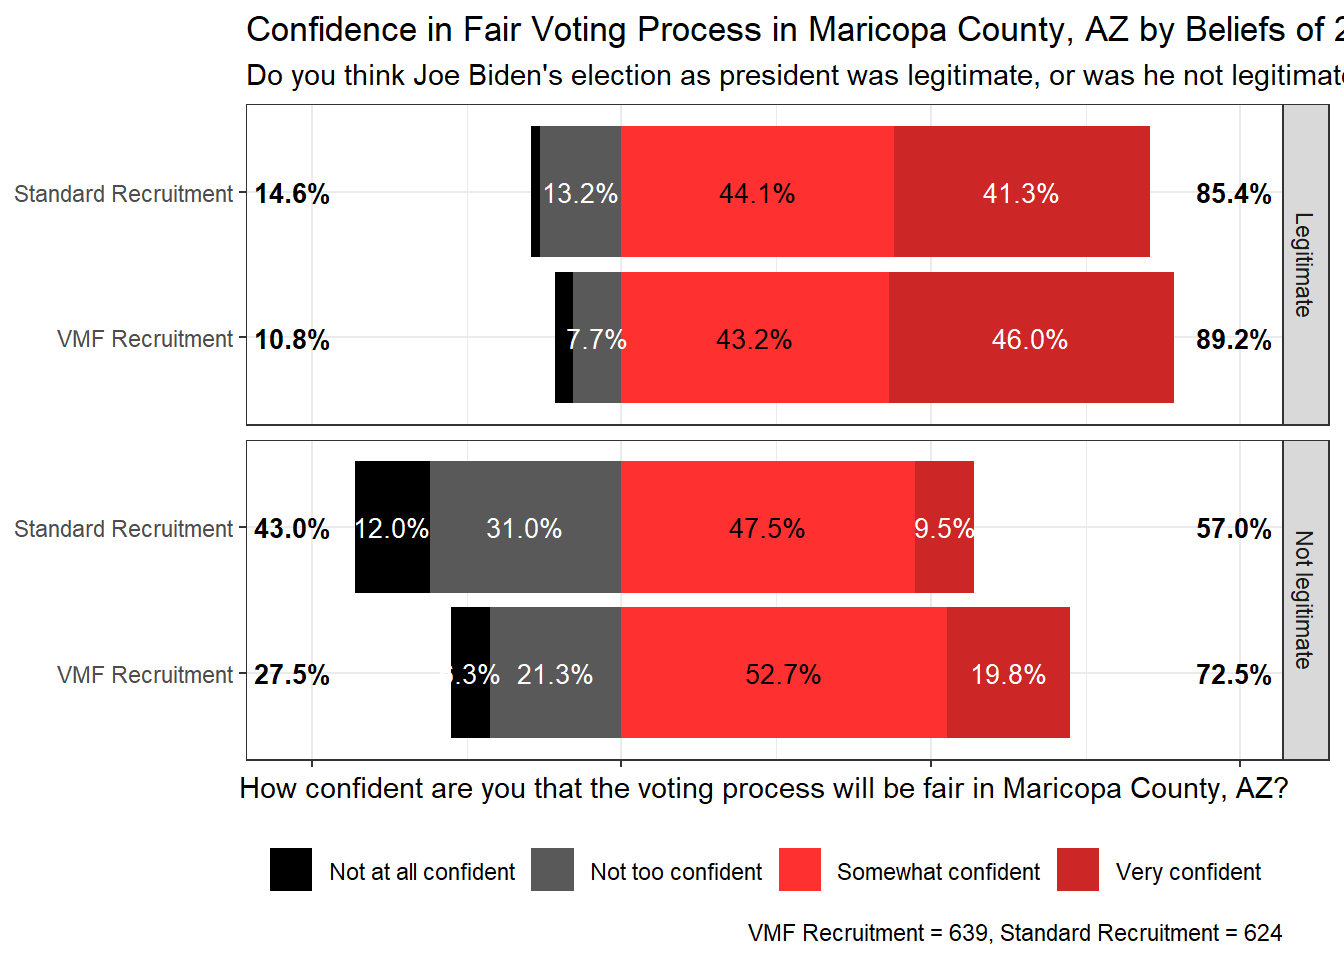 Confidence in Fair Voting Process in Maricopa County, AZ by Beliefs of
Do you think Joe Biden's election as president was legitimate, or was he not legitimate
Standard Recruitment 14.6% 13.2% 44.1% 41.3% 85.4%
VMF Recruitment 10.8% 7.7% 43.2% 46.0% 89.2%
Legitimate
Standard Recruitment 43.0% 12.0% 31.0% 47.5% 9.5% 57.0%
VMF Recruitment 27.5% 6.3% 21.3% 52.7% 19.8% 72.5%
Not legitimate
How confident are you that the voting process will be fair in Maricopa County, AZ?
Not at all confident Not too confident Somewhat confident Very confident
VMF Recruitment = 639, Standard Recruitment = 624